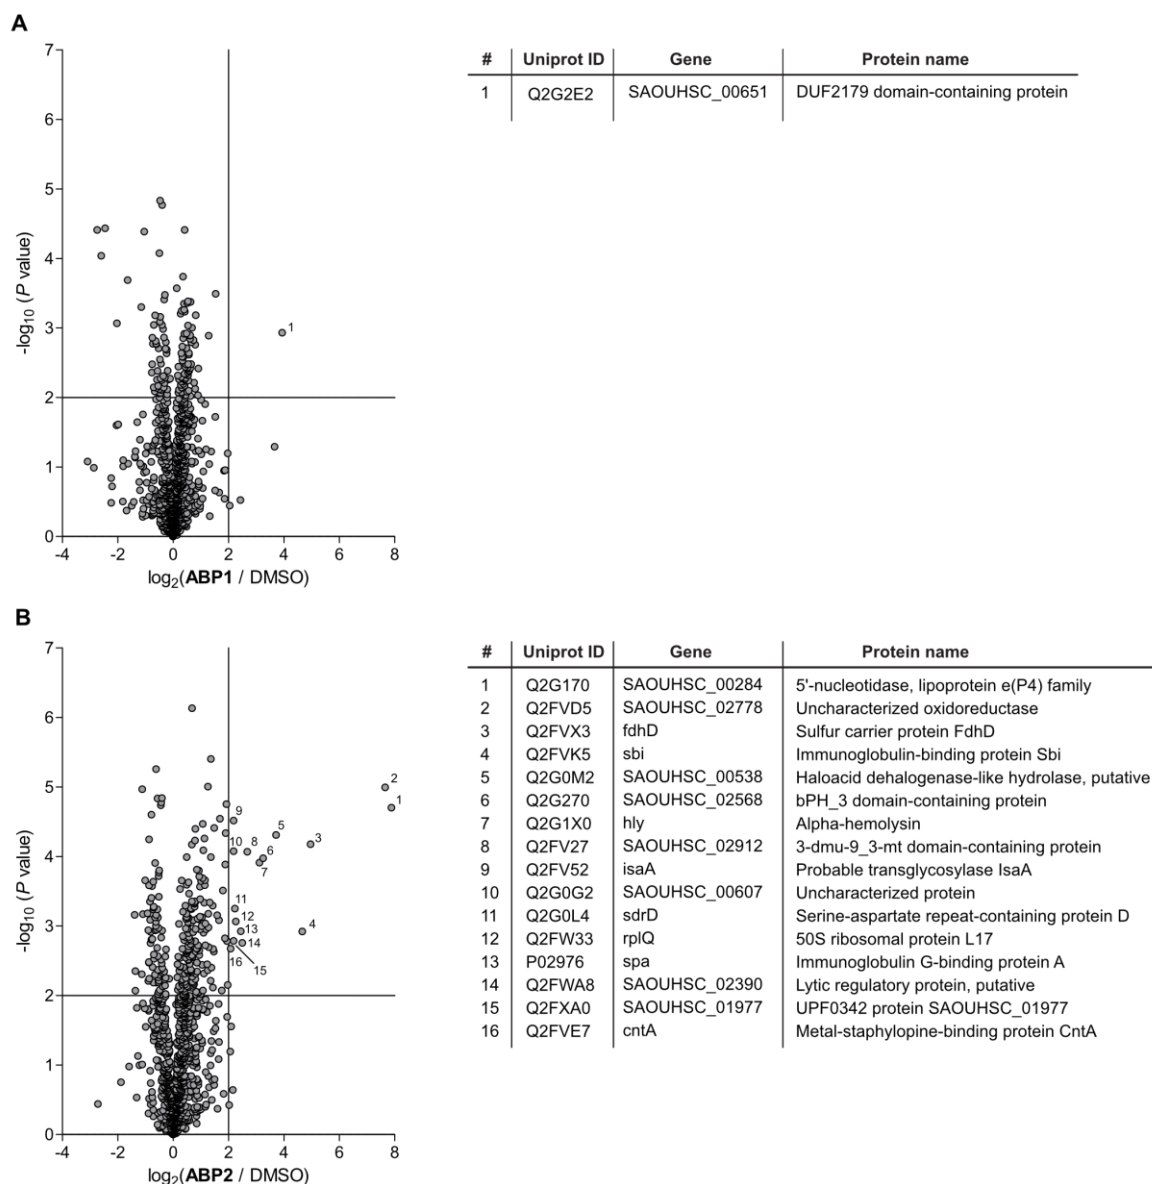 A
7
6
5
4
3
2
1
0
-log10 (P value)
-4 -2 0 2 4 6 8
log2(ABP1 / DMSO)
1
# Uniprot ID Gene Protein name
1 Q2G2E2 SAOUHSC_00651 DUF2179 domain-containing protein
B
7
6
5
4
3
2
1
0
-log10 (P value)
-4 -2 0 2 4 6 8
log2(ABP2 / DMSO)
2
1
9
5
3
10
8
6
7
11
12
4
13
14
16
15
# Uniprot ID Gene Protein name
1 Q2G170 SAOUHSC_00284 5'-nucleotidase, lipoprotein e(P4) family
2 Q2FVD5 SAOUHSC_02778 Uncharacterized oxidoreductase
3 Q2FVX3 fdhD Sulfur carrier protein FdhD
4 Q2FVK5 sbi Immunoglobulin-binding protein Sbi
5 Q2G0M2 SAOUHSC_00538 Haloacid dehalogenase-like hydrolase, putative
6 Q2G270 SAOUHSC_02568 bPH_3 domain-containing protein
7 Q2G1X0 hly Alpha-hemolysin
8 Q2FV27 SAOUHSC_02912 3-dmu-9_3-mt domain-containing protein
9 Q2FV52 isaA Probable transglycosylase IsaA
10 Q2G0G2 SAOUHSC_00607 Uncharacterized protein
11 Q2G0L4 sdrD Serine-aspartate repeat-containing protein D
12 Q2FW33 rplQ 50S ribosomal protein L17
13 P02976 spa Immunoglobulin G-binding protein A
14 Q2FWA8 SAOUHSC_02390 Lytic regulatory protein, putative
15 Q2FXA0 SAOUHSC_01977 UPF0342 protein SAOUHSC_01977
16 Q2FVE7 cntA Metal-staphylopine-binding protein CntA